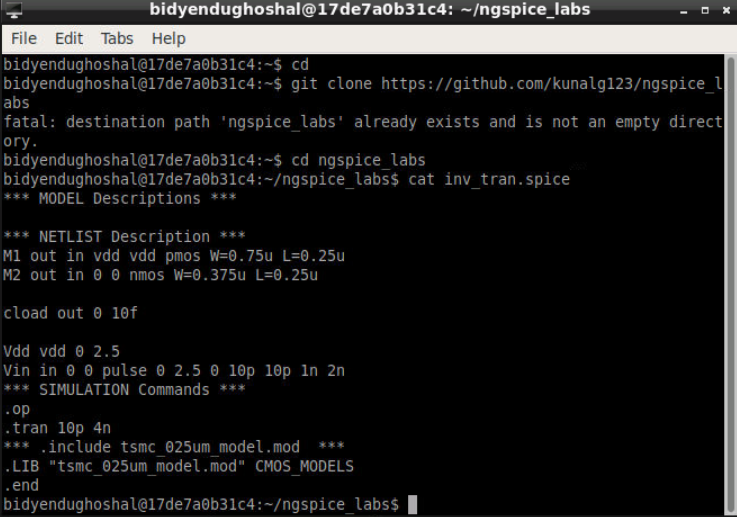 bidyendughoshal@17de7a0b31c4: ~/ngspice_labs
File Edit Tabs Help
bidyendughoshal@17de7a0b31c4:~$ cd
bidyendughoshal@17de7a0b31c4:~$ git clone https://github.com/kunalg123/ngspice_l
abs
fatal: destination path 'ngspice_labs' already exists and is not an empty direct
ory.
bidyendughoshal@17de7a0b31c4:~$ cd ngspice_labs
bidyendughoshal@17de7a0b31c4:~/ngspice_labs$ cat inv_tran.spice
*** MODEL Descriptions ***
*** NETLIST Description ***
M1 out in vdd vdd pmos W=0.75u L=0.25u
M2 out in 0 0 nmos W=0.375u L=0.25u
cload out 0 10f
Vdd vdd 0 2.5
Vin in 0 0 pulse 0 2.5 0 10p 10p 1n 2n
*** SIMULATION Commands ***
.op
.tran 10p 4n
*** .include tsmc_025um_model.mod  ***
.LIB "tsmc_025um_model.mod" CMOS_MODELS
.end
bidyendughoshal@17de7a0b31c4:~/ngspice_labs$